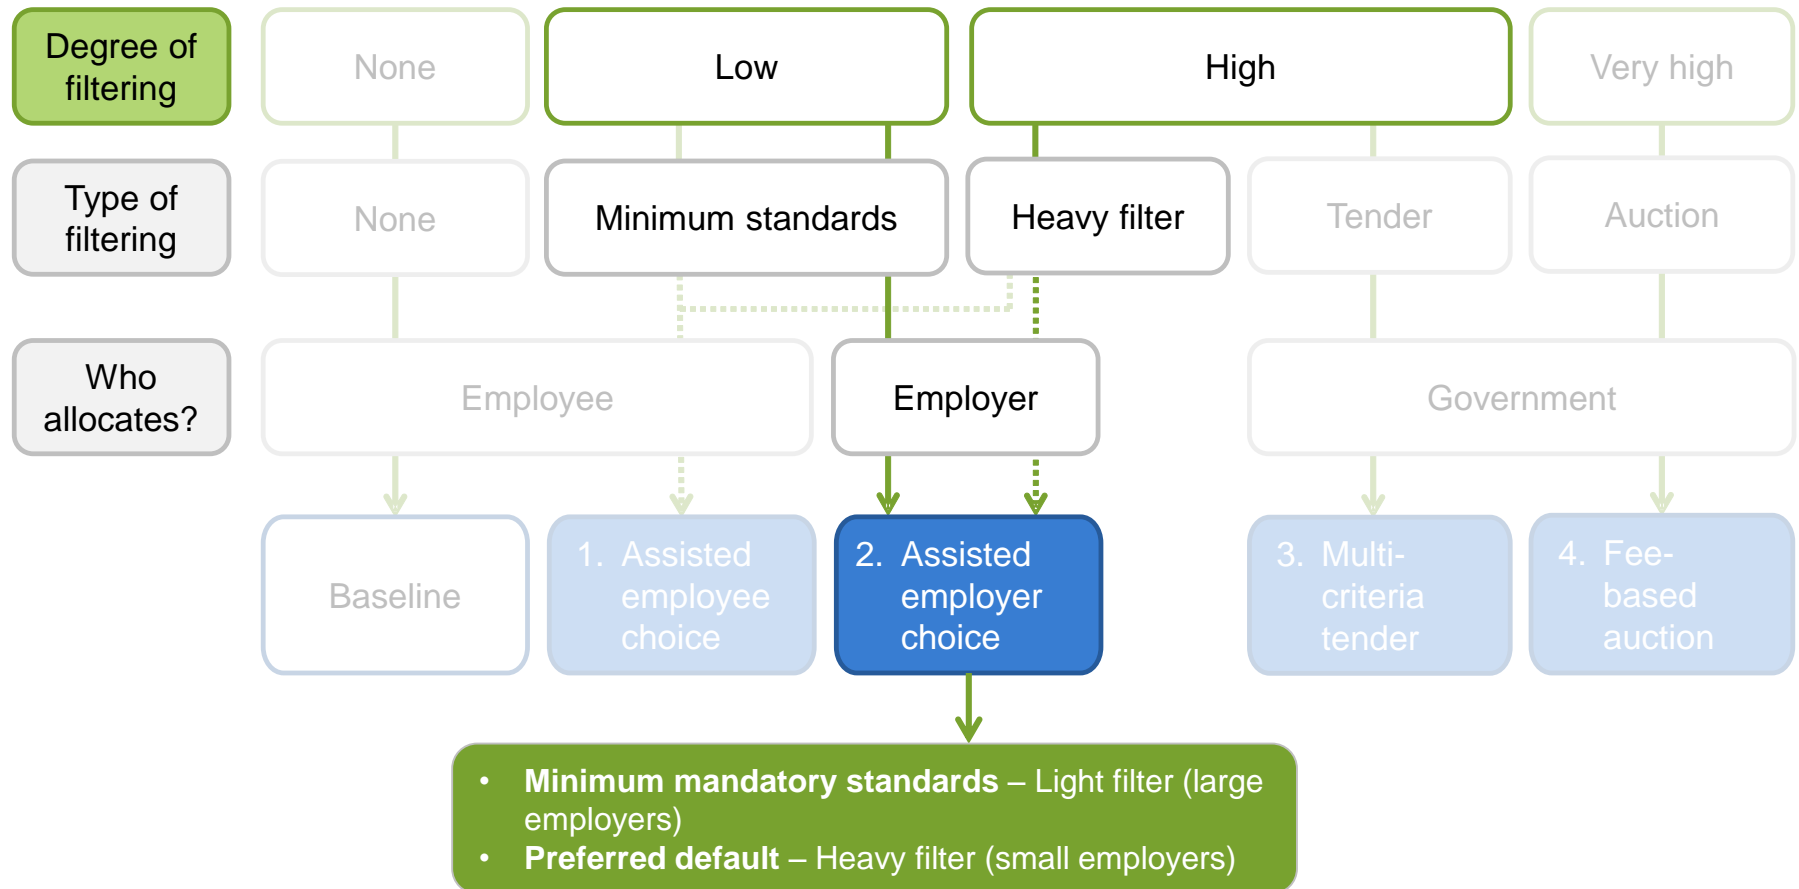 Degree of
filtering
None
Low
High
Very high
Type of
filtering
None
Minimum standards
Heavy filter
Tender
Auction
Who
allocates?
Employee
Employer
Government
Baseline
1. Assisted
employee
choice
2. Assisted
employer
choice
3. Multi-
criteria
tender
4. Fee-
based
auction
• Minimum mandatory standards – Light filter (large
employers)
• Preferred default – Heavy filter (small employers)